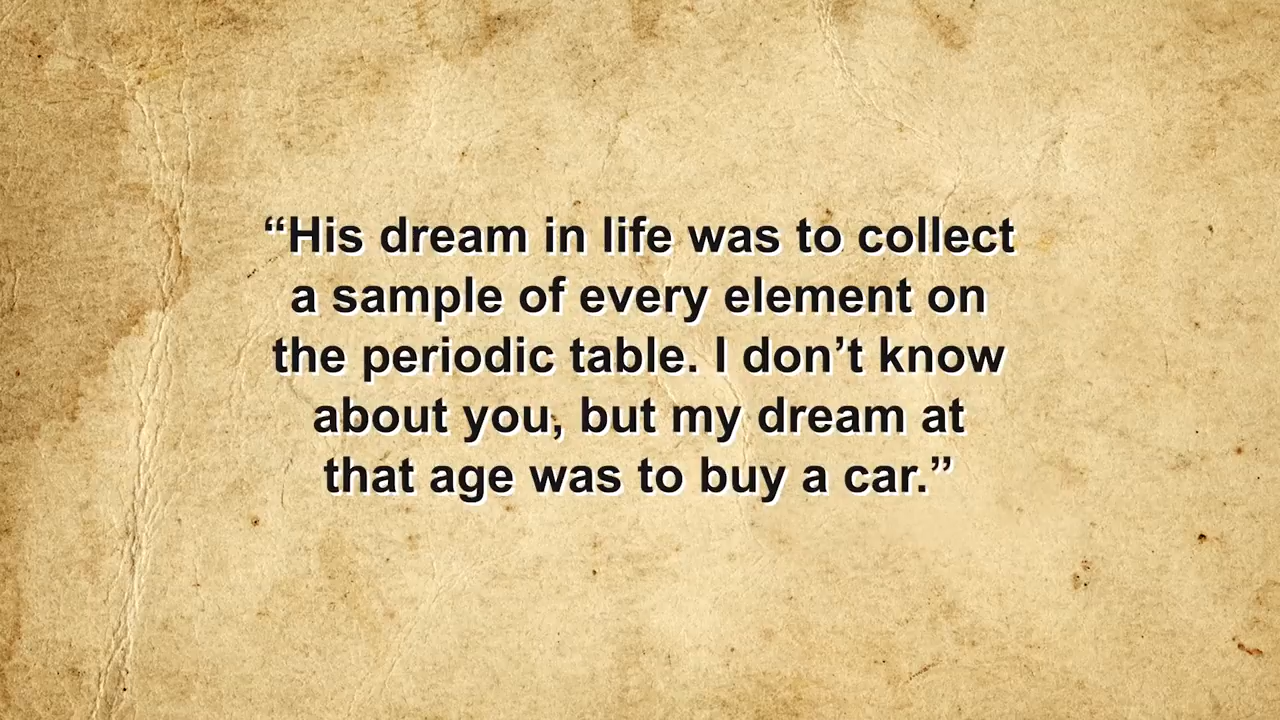 “His dream in life was to collect
a sample of every element on
the periodic table. I don’t know
about you, but my dream at
that age was to buy a car.”